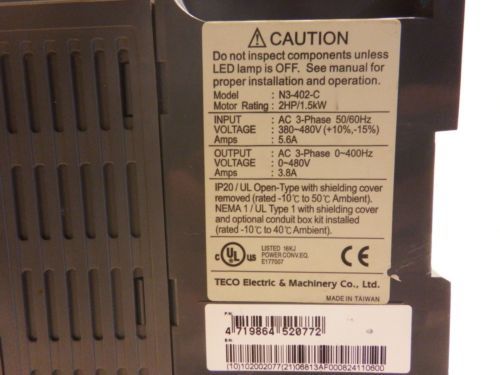 ⚠ CAUTION
Do not inspect components unless
LED lamp is OFF. See manual for
proper installation and operation.
Model : N3-402-C
Motor Rating : 2HP/1.5kW
INPUT : AC 3-Phase 50/60Hz
VOLTAGE : 380~480V (+10%,-15%)
Amps : 5.6A
OUTPUT : AC 3-Phase 0~400Hz
VOLTAGE : 0~480V
Amps : 3.8A
IP20 / UL Open-Type with shielding cover
removed (rated -10℃ to 50℃ Ambient).
NEMA 1 / UL Type 1 with shielding cover
and optional conduit box kit installed
(rated -10℃ to 40℃ Ambient).
c UL us LISTED 16KJ
POWER CONV.EQ.
E177007
CE
TECO Electric & Machinery Co., Ltd.
MADE IN TAIWAN
P/N:
4 719864 520772
S/N:
(10)102002077(21)06813AF000824110600